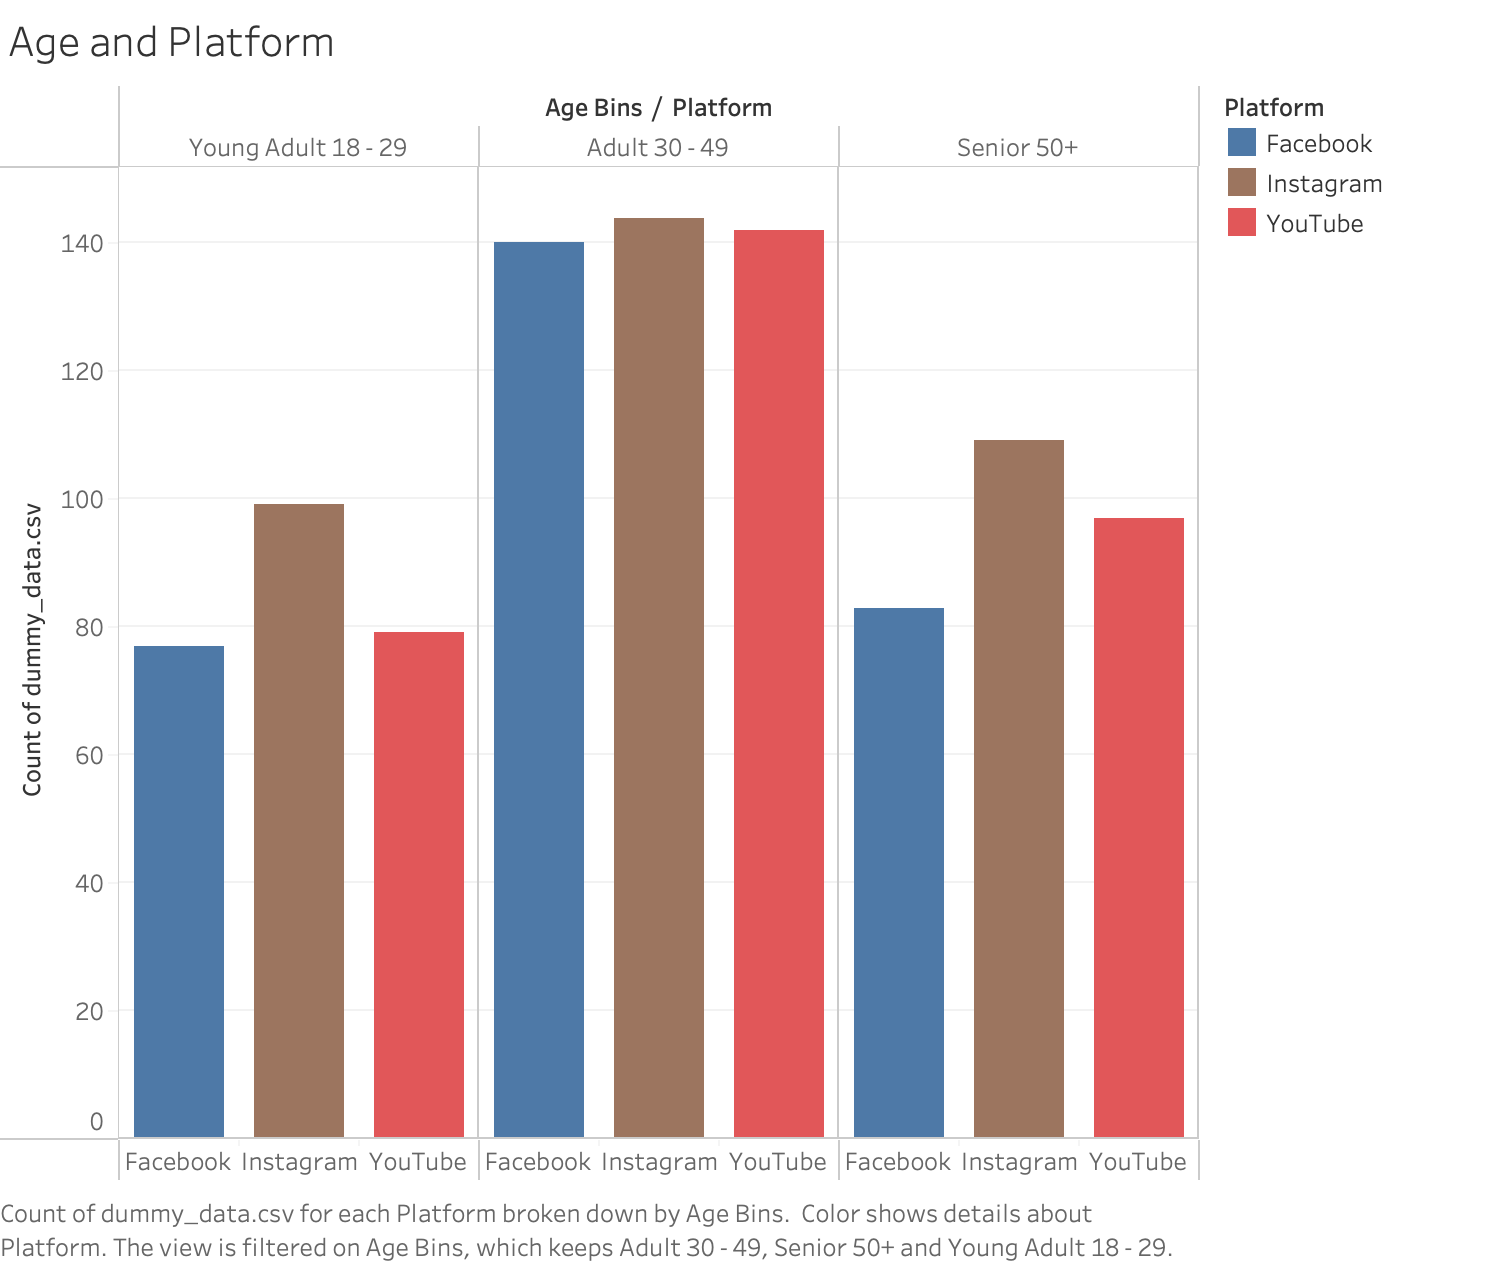 Age and Platform
Age Bins / Platform
Young Adult 18 - 29
Adult 30 - 49
Senior 50+
Platform
Facebook
Instagram
YouTube
Count of dummy_data.csv
140
120
100
80
60
40
20
0
Facebook Instagram YouTube Facebook Instagram YouTube Facebook Instagram YouTube
Count of dummy_data.csv for each Platform broken down by Age Bins.  Color shows details about
Platform. The view is filtered on Age Bins, which keeps Adult 30 - 49, Senior 50+ and Young Adult 18 - 29.